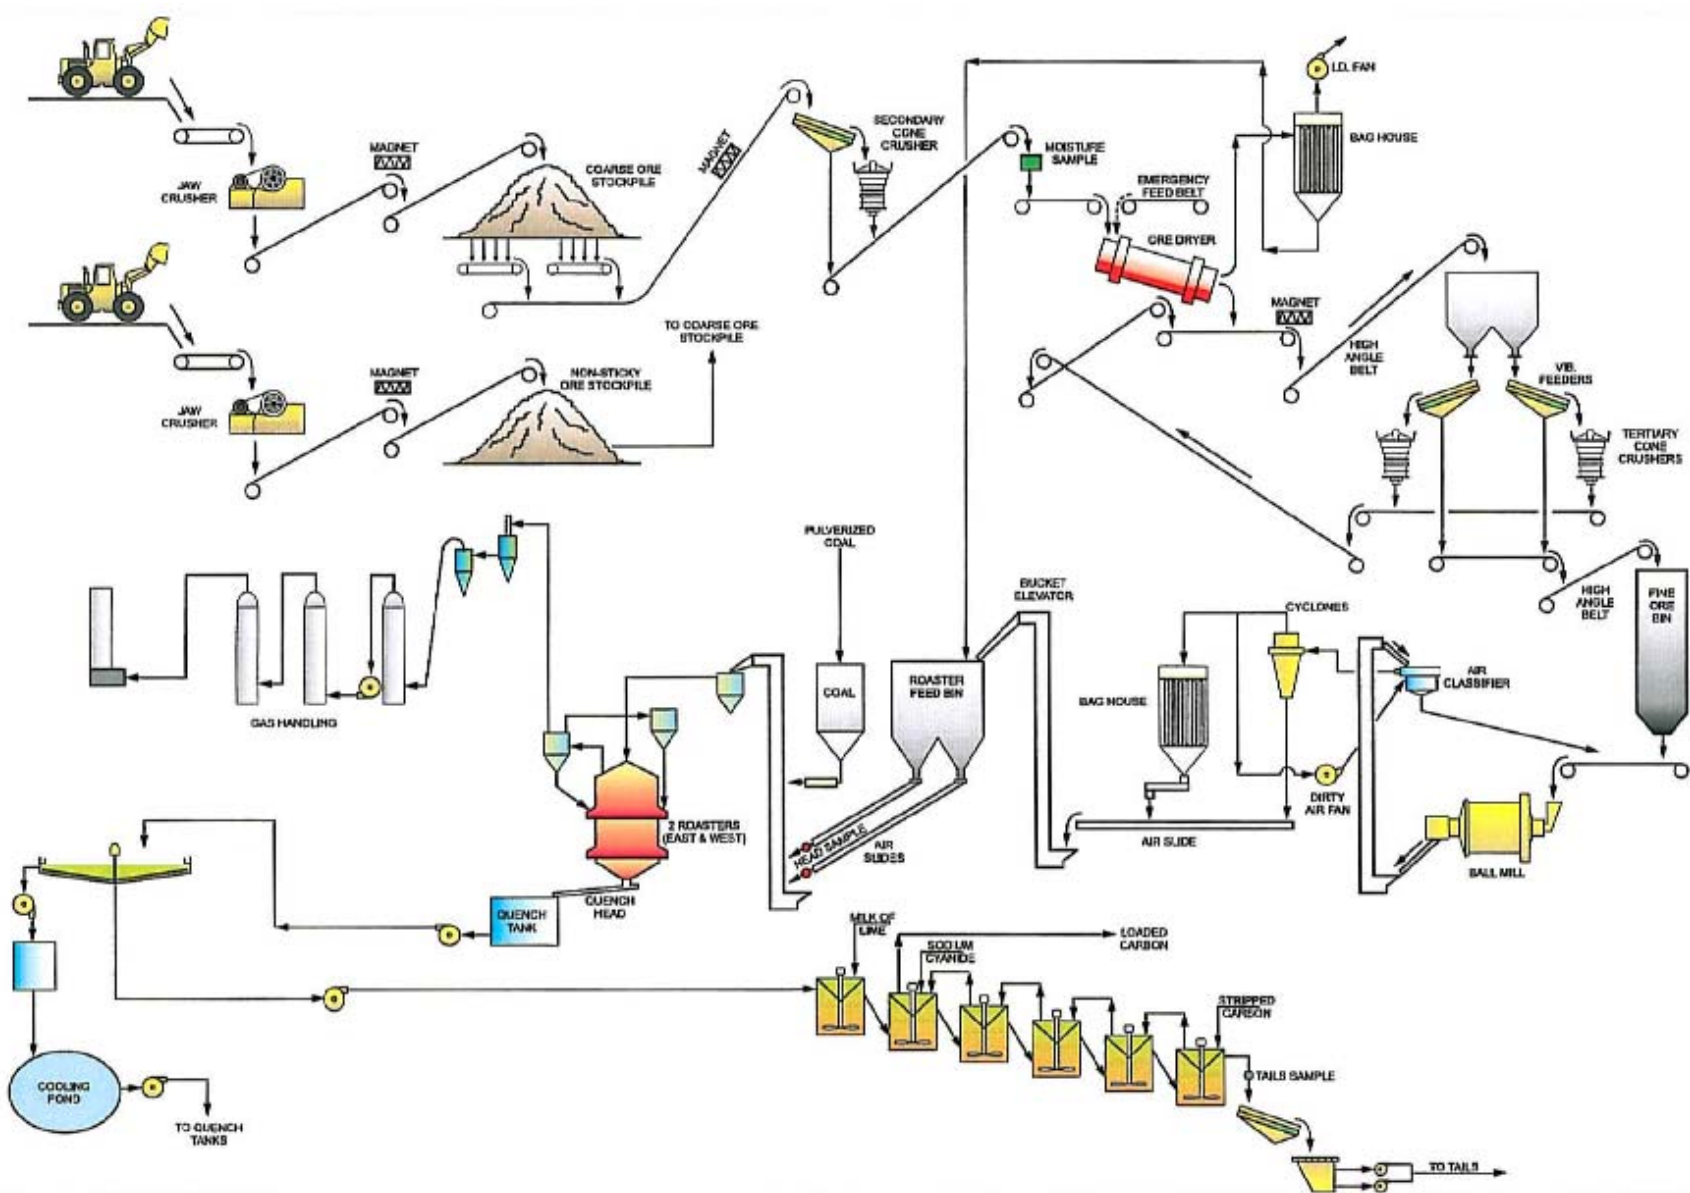 I.D. FAN
BAG HOUSE
SECONDARY
CONE
CRUSHER
MOISTURE
SAMPLE
EMERGENCY
FEED BELT
ORE DRYER
MAGNET
JAW
CRUSHER
COARSE ORE
STOCKPILE
MAGNET
MAGNET
HIGH
ANGLE
BELT
VIB.
FEEDERS
TERTIARY
CONE
CRUSHERS
TO COARSE ORE
STOCKPILE
MAGNET
JAW
CRUSHER
NON-STICKY
ORE STOCKPILE
PULVERIZED
COAL
BUCKET
ELEVATOR
CYCLONES
HIGH
ANGLE
BELT
FINE
ORE
BIN
AIR
CLASSIFIER
COAL
ROASTER
FEED BIN
BAG HOUSE
GAS HANDLING
2 ROASTERS
(EAST & WEST)
HEAD SAMPLE
AIR
SLIDES
AIR SLIDE
DIRTY
AIR FAN
BALL MILL
QUENCH
HEAD
QUENCH
TANK
MILK OF
LIME
LOADED
CARBON
SODIUM
CYANIDE
STRIPPED
CARBON
TAILS SAMPLE
COOLING
POND
TO QUENCH
TANKS
TO TAILS